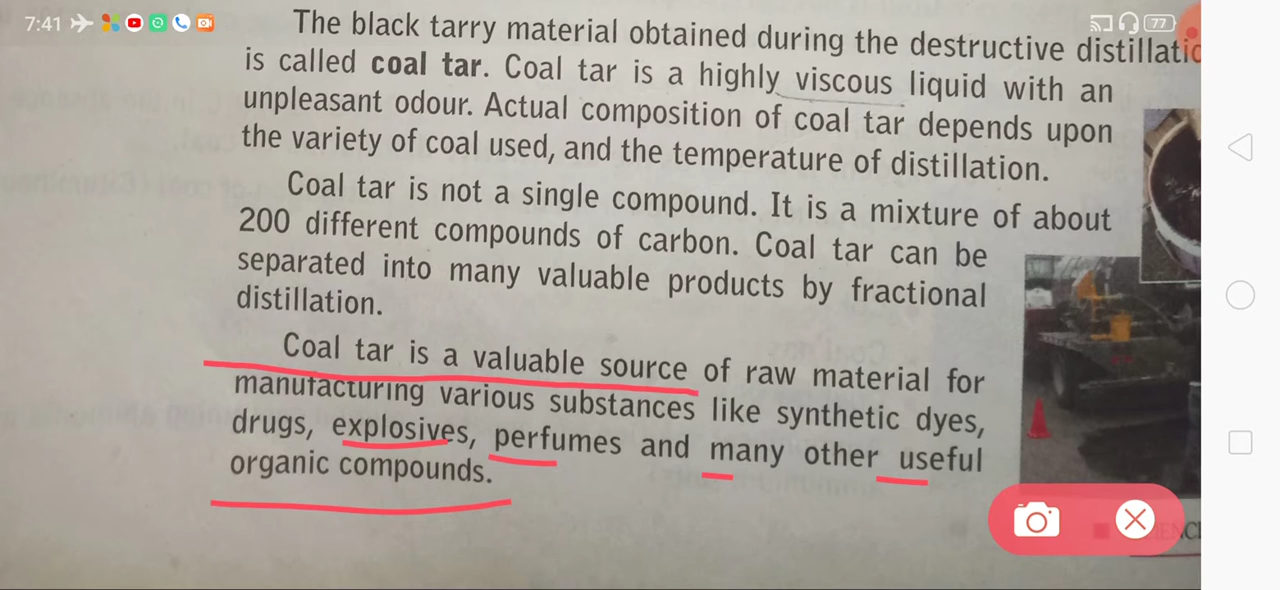 7:41
77
The black tarry material obtained during the destructive
is called coal tar. Coal tar is a highly viscous liquid with an
unpleasant odour. Actual composition of coal tar depends upon
the variety of coal used, and the temperature of distillation.
Coal tar is not a single compound. It is a mixture of about
200 different compounds of carbon. Coal tar can be
separated into many valuable products by fractional
distillation.
Coal tar is a valuable source of raw material for
manufacturing various substances like synthetic dyes,
drugs, explosives, perfumes and many other useful
organic compounds.